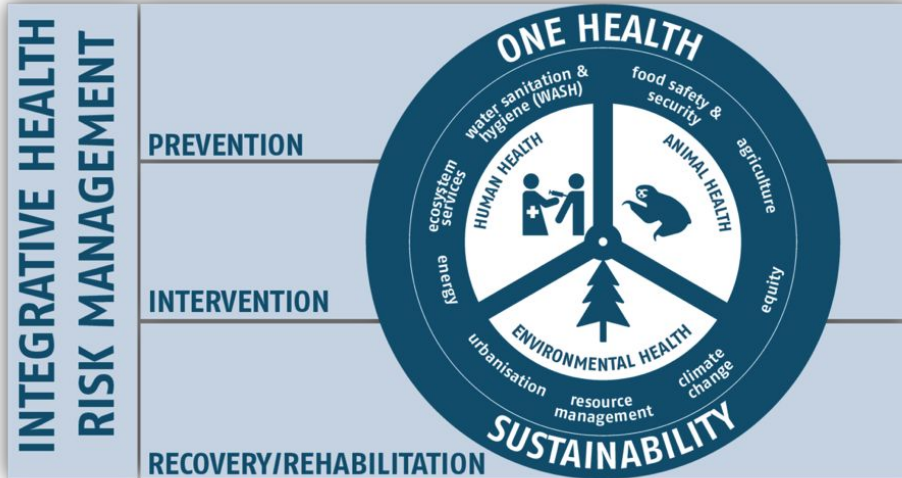 INTEGRATIVE HEALTH
RISK MANAGEMENT
PREVENTION
INTERVENTION
RECOVERY/REHABILITATION
ONE HEALTH
water sanitation &
hygiene (WASH)
food safety &
security
agriculture
equity
climate
change
resource
management
urbanisation
energy
ecosystem
services
HUMAN HEALTH
ANIMAL HEALTH
ENVIRONMENTAL HEALTH
SUSTAINABILITY